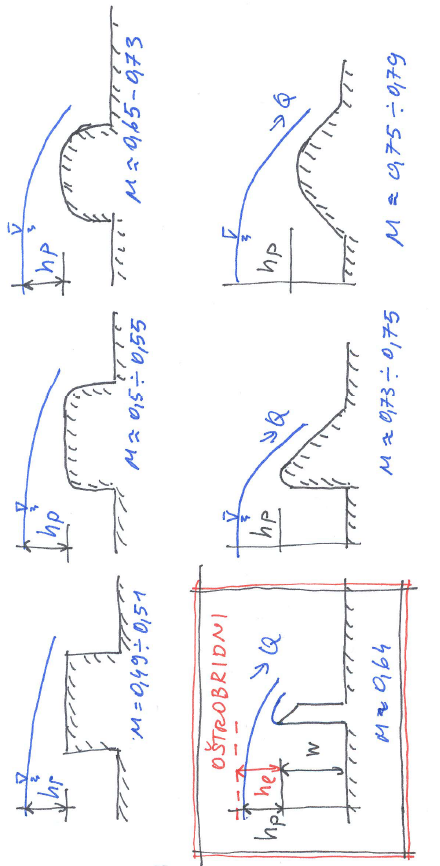 hp
M = 0,49÷0,51
hp
M ≈ 0,5÷0,55
hp
M ≈ 0,65-0,73
OŠTROBRIDNI
hp
he
w
Q
M ≈ 0,64
hp
Q
M ≈ 0,73÷0,75
hp
Q
M ≈ 0,75÷0,79